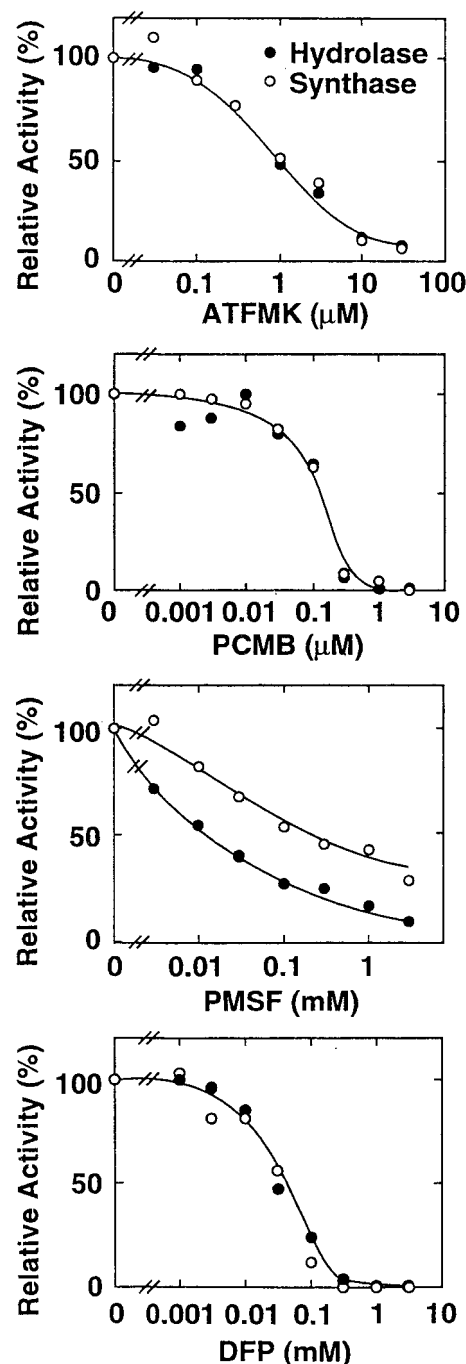 Relative Activity (%)
100
50
0
● Hydrolase
○ Synthase
0 0.1 1 10 100
ATFMK (μM)
Relative Activity (%)
100
50
0
0 0.001 0.01 0.1 1 10
PCMB (μM)
Relative Activity (%)
100
50
0
0 0.01 0.1 1
PMSF (mM)
Relative Activity (%)
100
50
0
0 0.001 0.01 0.1 1 10
DFP (mM)